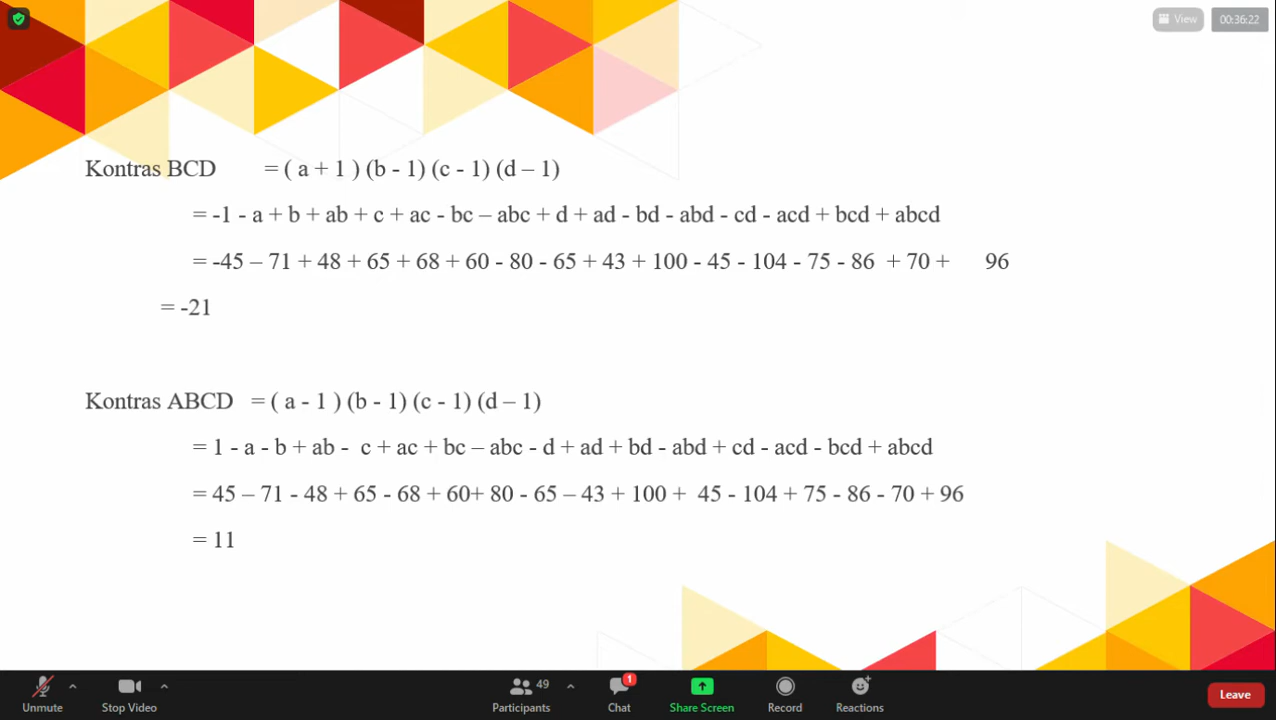 View
00:36:22
Kontras BCD = ( a + 1 ) (b - 1) (c - 1) (d – 1)
= -1 - a + b + ab + c + ac - bc – abc + d + ad - bd - abd - cd - acd + bcd + abcd
= -45 – 71 + 48 + 65 + 68 + 60 - 80 - 65 + 43 + 100 - 45 - 104 - 75 - 86 + 70 + 96
= -21
Kontras ABCD = ( a - 1 ) (b - 1) (c - 1) (d – 1)
= 1 - a - b + ab - c + ac + bc – abc - d + ad + bd - abd + cd - acd - bcd + abcd
= 45 – 71 - 48 + 65 - 68 + 60+ 80 - 65 – 43 + 100 + 45 - 104 + 75 - 86 - 70 + 96
= 11
49
1
Unmute
Stop Video
Participants
Chat
Share Screen
Record
Reactions
Leave